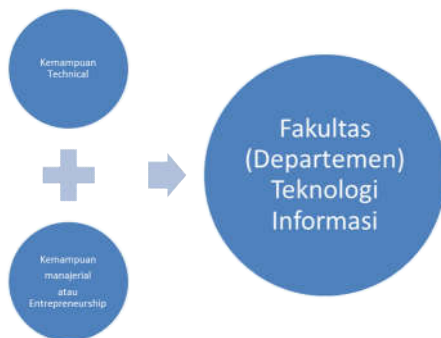 Kemampuan
Technical
Kemampuan
manajerial
atau
Entrepreneurship
Fakultas
(Departemen)
Teknologi
Informasi